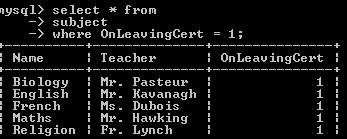 mysql> select * from
-> subject
-> where OnLeavingCert = 1;
| Name | Teacher | OnLeavingCert |
| Biology | Mr. Pasteur | 1 |
| English | Mr. Kavanagh | 1 |
| French | Ms. Dubois | 1 |
| Maths | Mr. Hawking | 1 |
| Religion | Fr. Lynch | 1 |